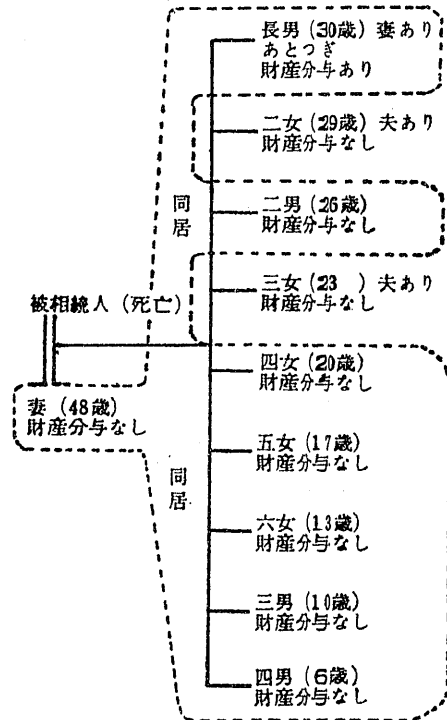 長男（30歳）妻あり
あとつぎ
財産分与あり
二女（29歳）夫あり
財産分与なし
同居
二男（26歳）
財産分与なし
三女（23　）夫あり
財産分与なし
被相続人（死亡）
妻（48歳）
財産分与なし
四女（20歳）
財産分与なし
五女（17歳）
財産分与なし
同居
六女（13歳）
財産分与なし
三男（10歳）
財産分与なし
四男（6歳）
財産分与なし